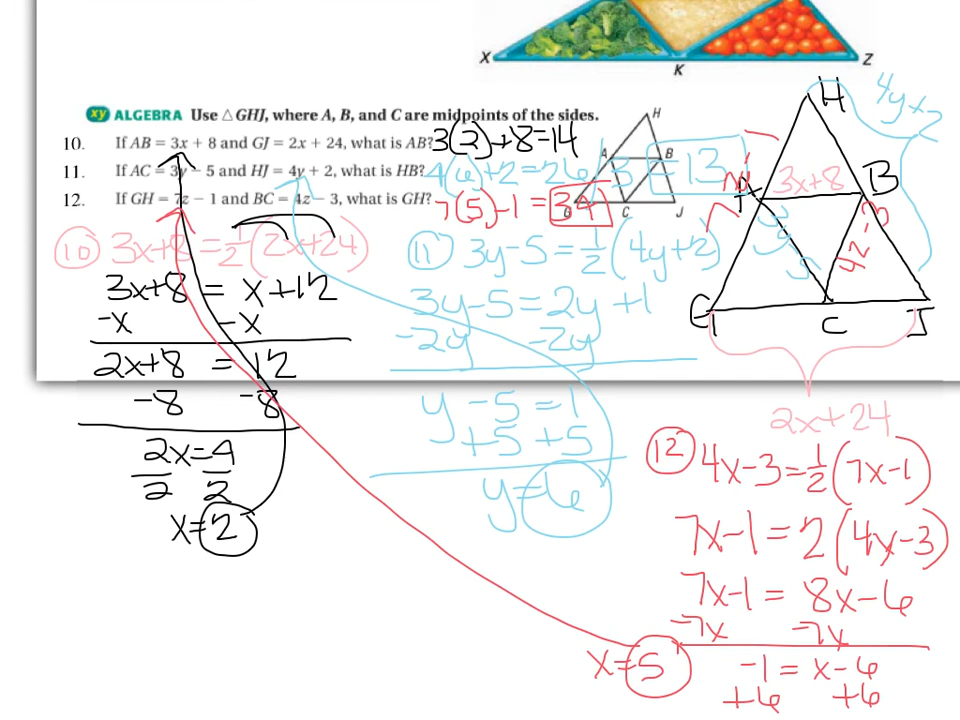 X
K
Z
xy ALGEBRA Use △GHJ, where A, B, and C are midpoints of the sides.
10. If AB = 3x + 8 and GJ = 2x + 24, what is AB? 3(2)+8=14
11. If AC = 3y - 5 and HJ = 4y + 2, what is HB? 4(6)+2=26 =13
12. If GH = 7z - 1 and BC = 4z - 3, what is GH? 7(5)-1=34
H
A
B
G
C
J
H
4y+2
3x+8
B
4z-3
G
C
J
2x+24
10 3x+8=1/2(2x+24)
3x+8 = x+12
-x -x
2x+8 = 12
-8 -8
2x=4
2 2
x=2
11 3y-5=1/2(4y+2)
3y-5=2y+1
-2y -2y
y-5=1
+5 +5
y=6
12 4x-3=1/2(7x-1)
7x-1=2(4x-3)
7x-1=8x-6
-7x -7x
-1=x-6
+6 +6
x=5